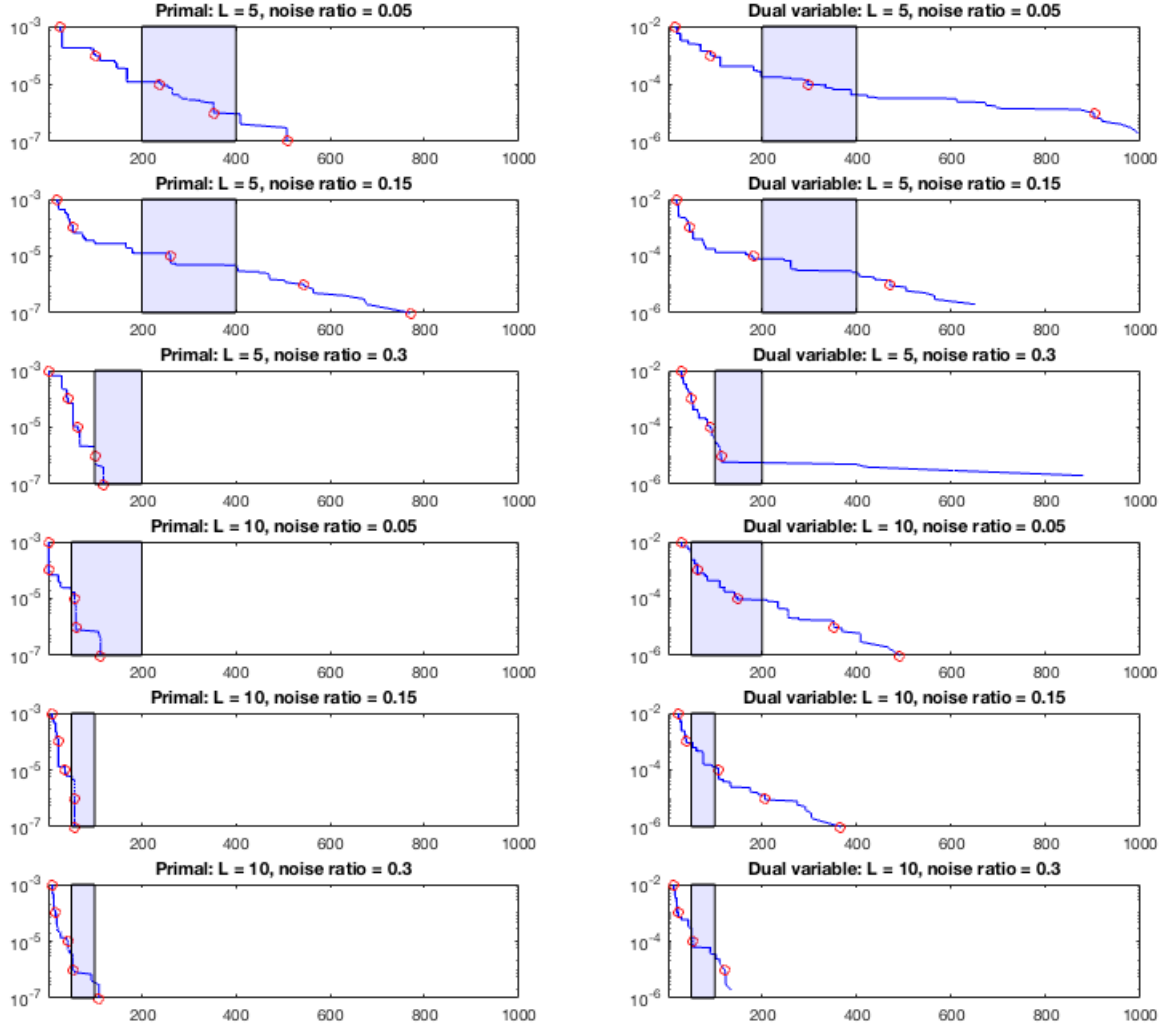 Primal: L = 5, noise ratio = 0.05
10^-3
10^-5
10^-7
200 400 600 800 1000
Dual variable: L = 5, noise ratio = 0.05
10^-2
10^-4
10^-6
200 400 600 800 1000
Primal: L = 5, noise ratio = 0.15
10^-3
10^-5
10^-7
200 400 600 800 1000
Dual variable: L = 5, noise ratio = 0.15
10^-2
10^-4
10^-6
200 400 600 800 1000
Primal: L = 5, noise ratio = 0.3
10^-3
10^-5
10^-7
200 400 600 800 1000
Dual variable: L = 5, noise ratio = 0.3
10^-2
10^-4
10^-6
200 400 600 800 1000
Primal: L = 10, noise ratio = 0.05
10^-3
10^-5
10^-7
200 400 600 800 1000
Dual variable: L = 10, noise ratio = 0.05
10^-2
10^-4
10^-6
200 400 600 800 1000
Primal: L = 10, noise ratio = 0.15
10^-3
10^-5
10^-7
200 400 600 800 1000
Dual variable: L = 10, noise ratio = 0.15
10^-2
10^-4
10^-6
200 400 600 800 1000
Primal: L = 10, noise ratio = 0.3
10^-3
10^-5
10^-7
200 400 600 800 1000
Dual variable: L = 10, noise ratio = 0.3
10^-2
10^-4
10^-6
200 400 600 800 1000